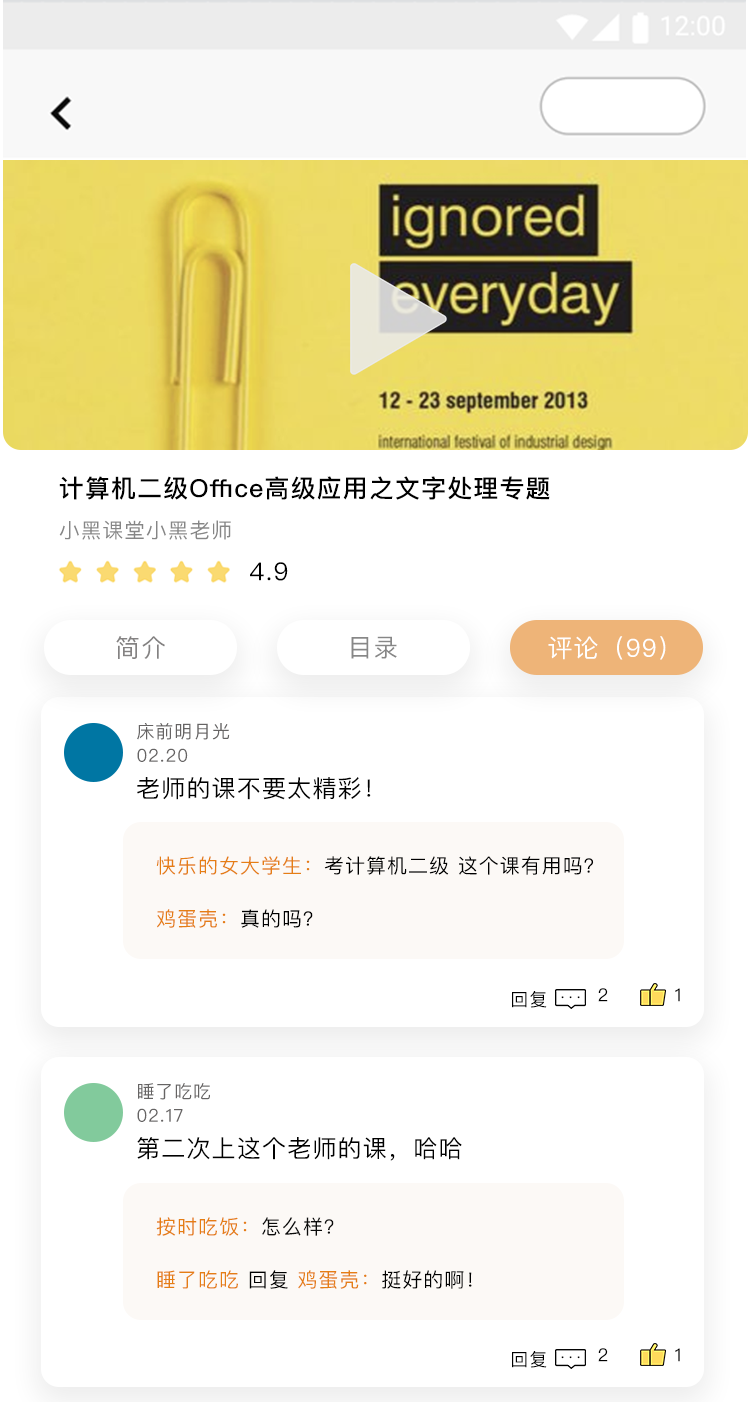 12:00
ignored
everyday
12 - 23 september 2013
international festival of industrial design
计算机二级Office高级应用之文字处理专题
小黑课堂小黑老师
4.9
简介
目录
评论（99）
床前明月光
02.20
老师的课不要太精彩！
快乐的女大学生：考计算机二级 这个课有用吗？
鸡蛋壳：真的吗？
回复 2 1
睡了吃吃
02.17
第二次上这个老师的课，哈哈
按时吃饭：怎么样？
睡了吃吃 回复 鸡蛋壳：挺好的啊！
回复 2 1